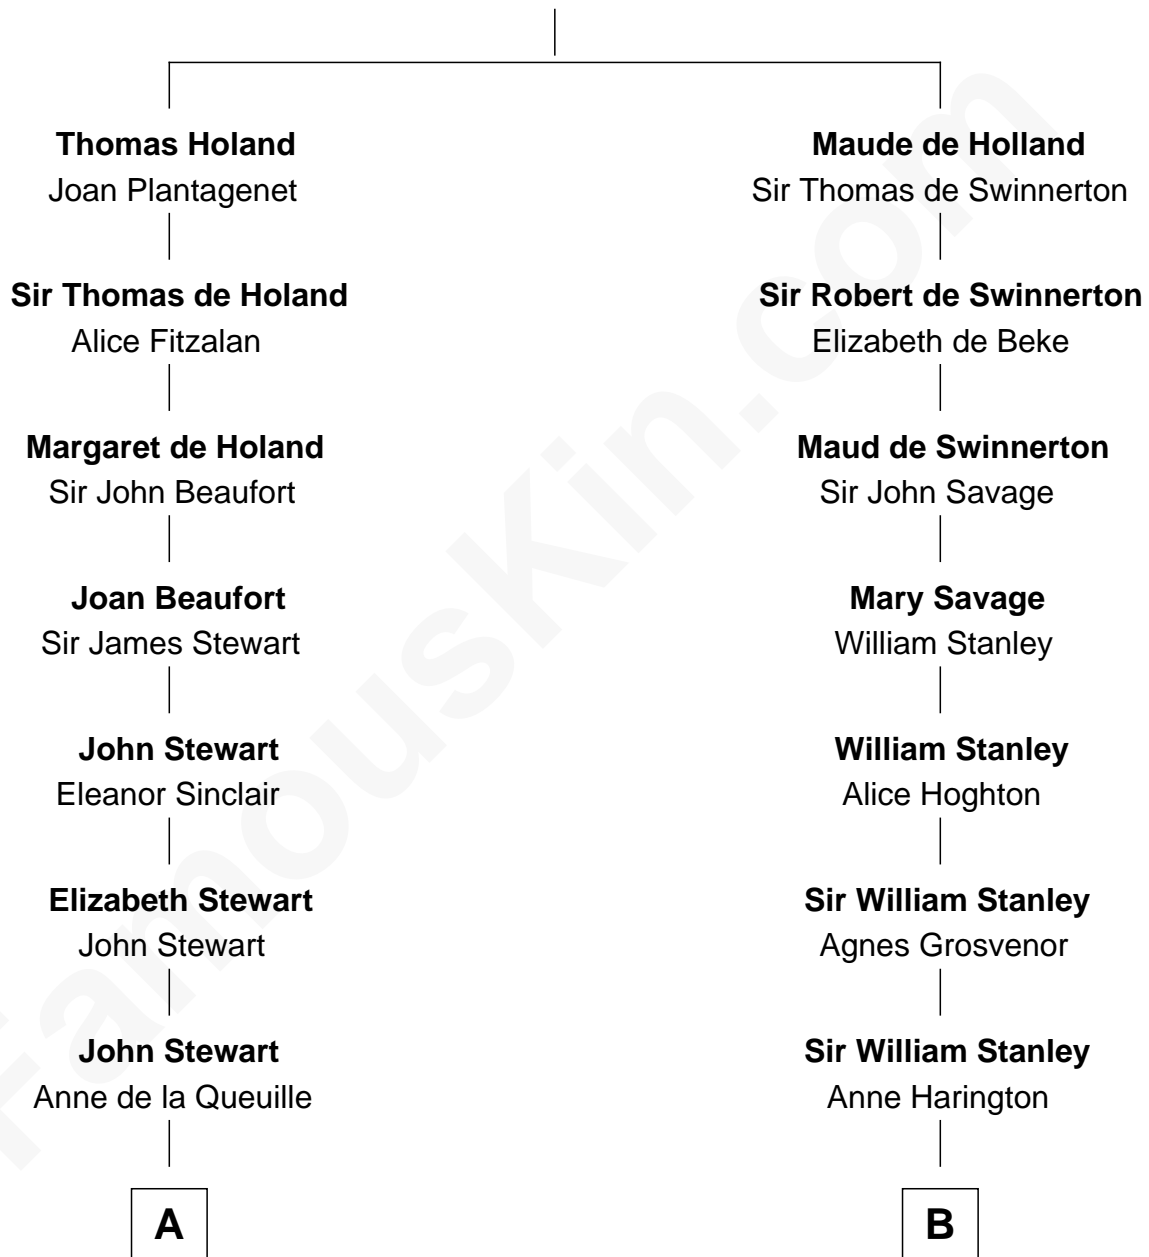 Thomas Holand
Joan Plantagenet
Sir Thomas de Holand
Alice Fitzalan
Margaret de Holand
Sir John Beaufort
Joan Beaufort
Sir James Stewart
John Stewart
Eleanor Sinclair
Elizabeth Stewart
John Stewart
John Stewart
Anne de la Queuille
A
Maude de Holland
Sir Thomas de Swinnerton
Sir Robert de Swinnerton
Elizabeth de Beke
Maud de Swinnerton
Sir John Savage
Mary Savage
William Stanley
William Stanley
Alice Hoghton
Sir William Stanley
Agnes Grosvenor
Sir William Stanley
Anne Harington
B
FamousKin.com